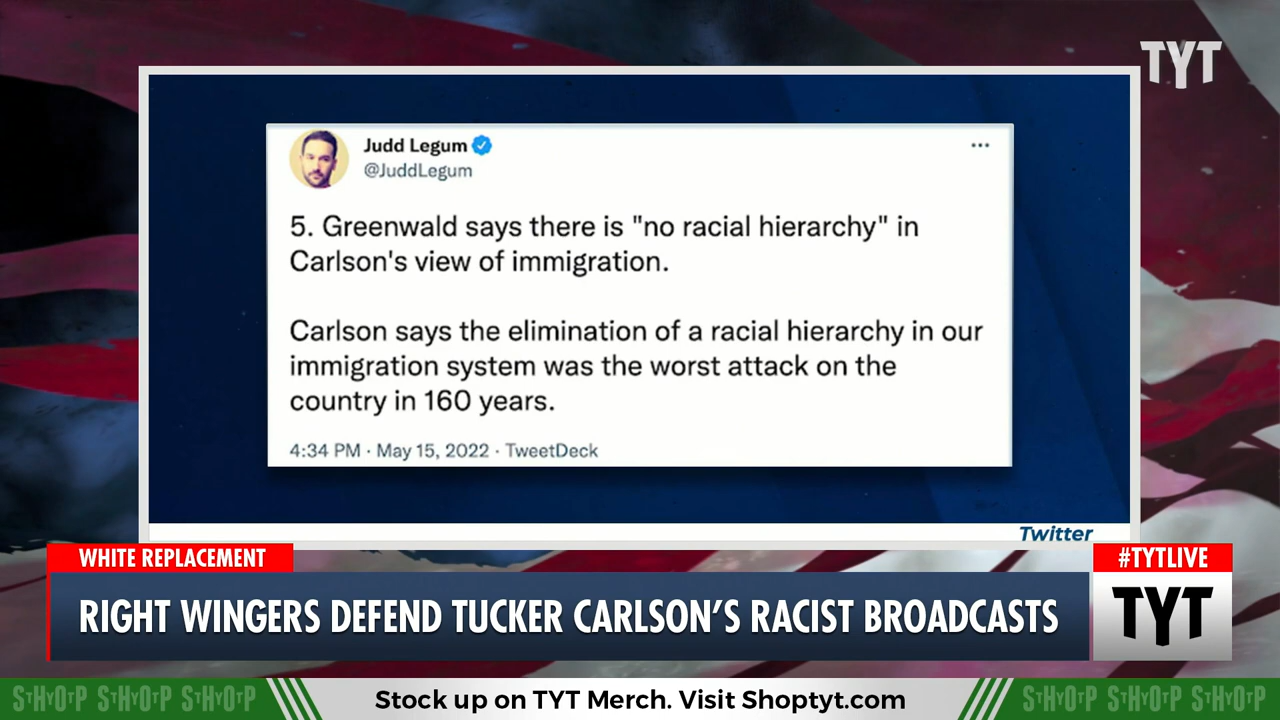 TYT
Judd Legum
@JuddLegum
5. Greenwald says there is "no racial hierarchy" in
Carlson's view of immigration.
Carlson says the elimination of a racial hierarchy in our
immigration system was the worst attack on the
country in 160 years.
4:34 PM · May 15, 2022 · TweetDeck
Twitter
WHITE REPLACEMENT
#TYTLIVE
RIGHT WINGERS DEFEND TUCKER CARLSON'S RACIST BROADCASTS
TYT
Stock up on TYT Merch. Visit Shoptyt.com